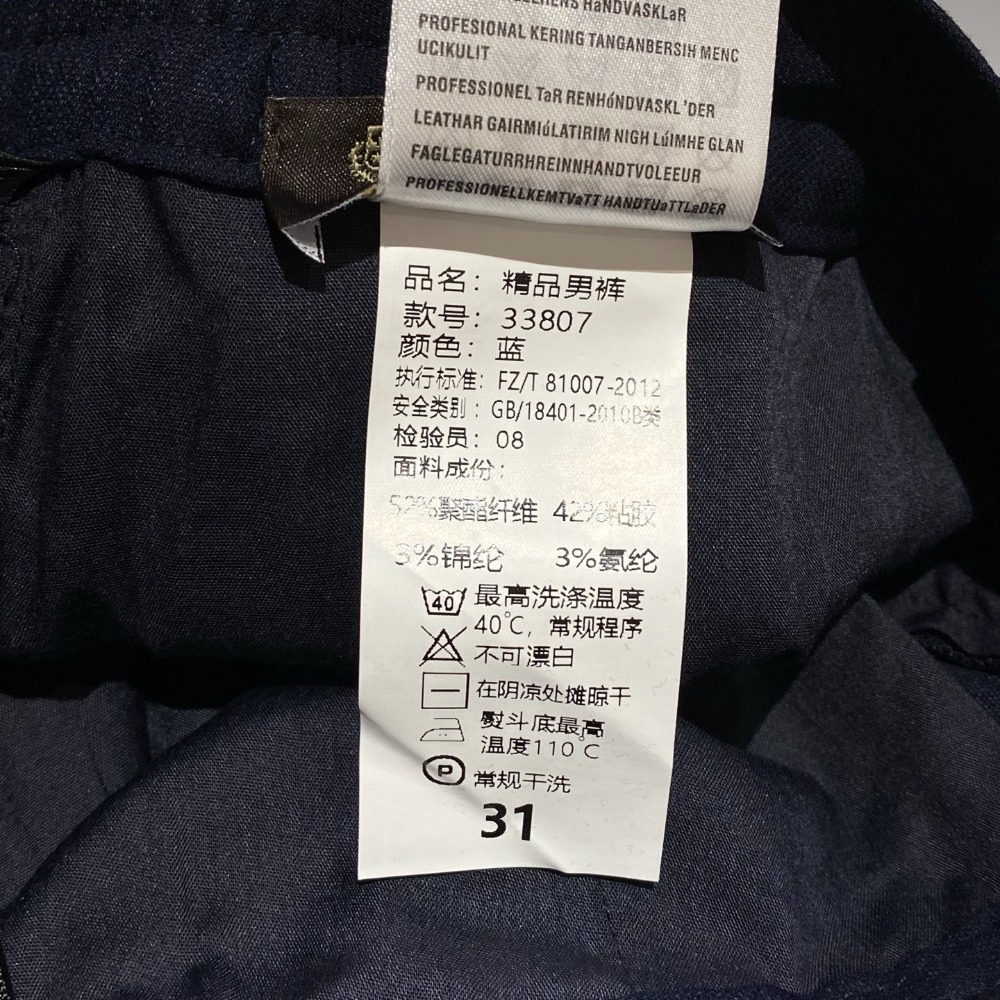 HaNDVASKLaR
PROFESIONAL KERING TANGANBERSIH MENC
UCIKULIT
PROFESSIONEL TaR RENHóNDVASKL'DER
LEATHAR GAIRMIúLATIRIM NIGH LúIMHE GLAN
FAGLEGATURRHREINNHANDTVOLEEUR
PROFESSIONELLKEMTVaTT HANDTUaTTLaDER
品名：精品男裤
款号：33807
颜色：蓝
执行标准：FZ/T 81007-2012
安全类别：GB/18401-2010B类
检验员：08
面料成份：
52%聚酯纤维 42%粘胶
3%锦纶 3%氨纶
40 最高洗涤温度
40℃，常规程序
不可漂白
在阴凉处摊晾干
熨斗底最高
温度110℃
P 常规干洗
31